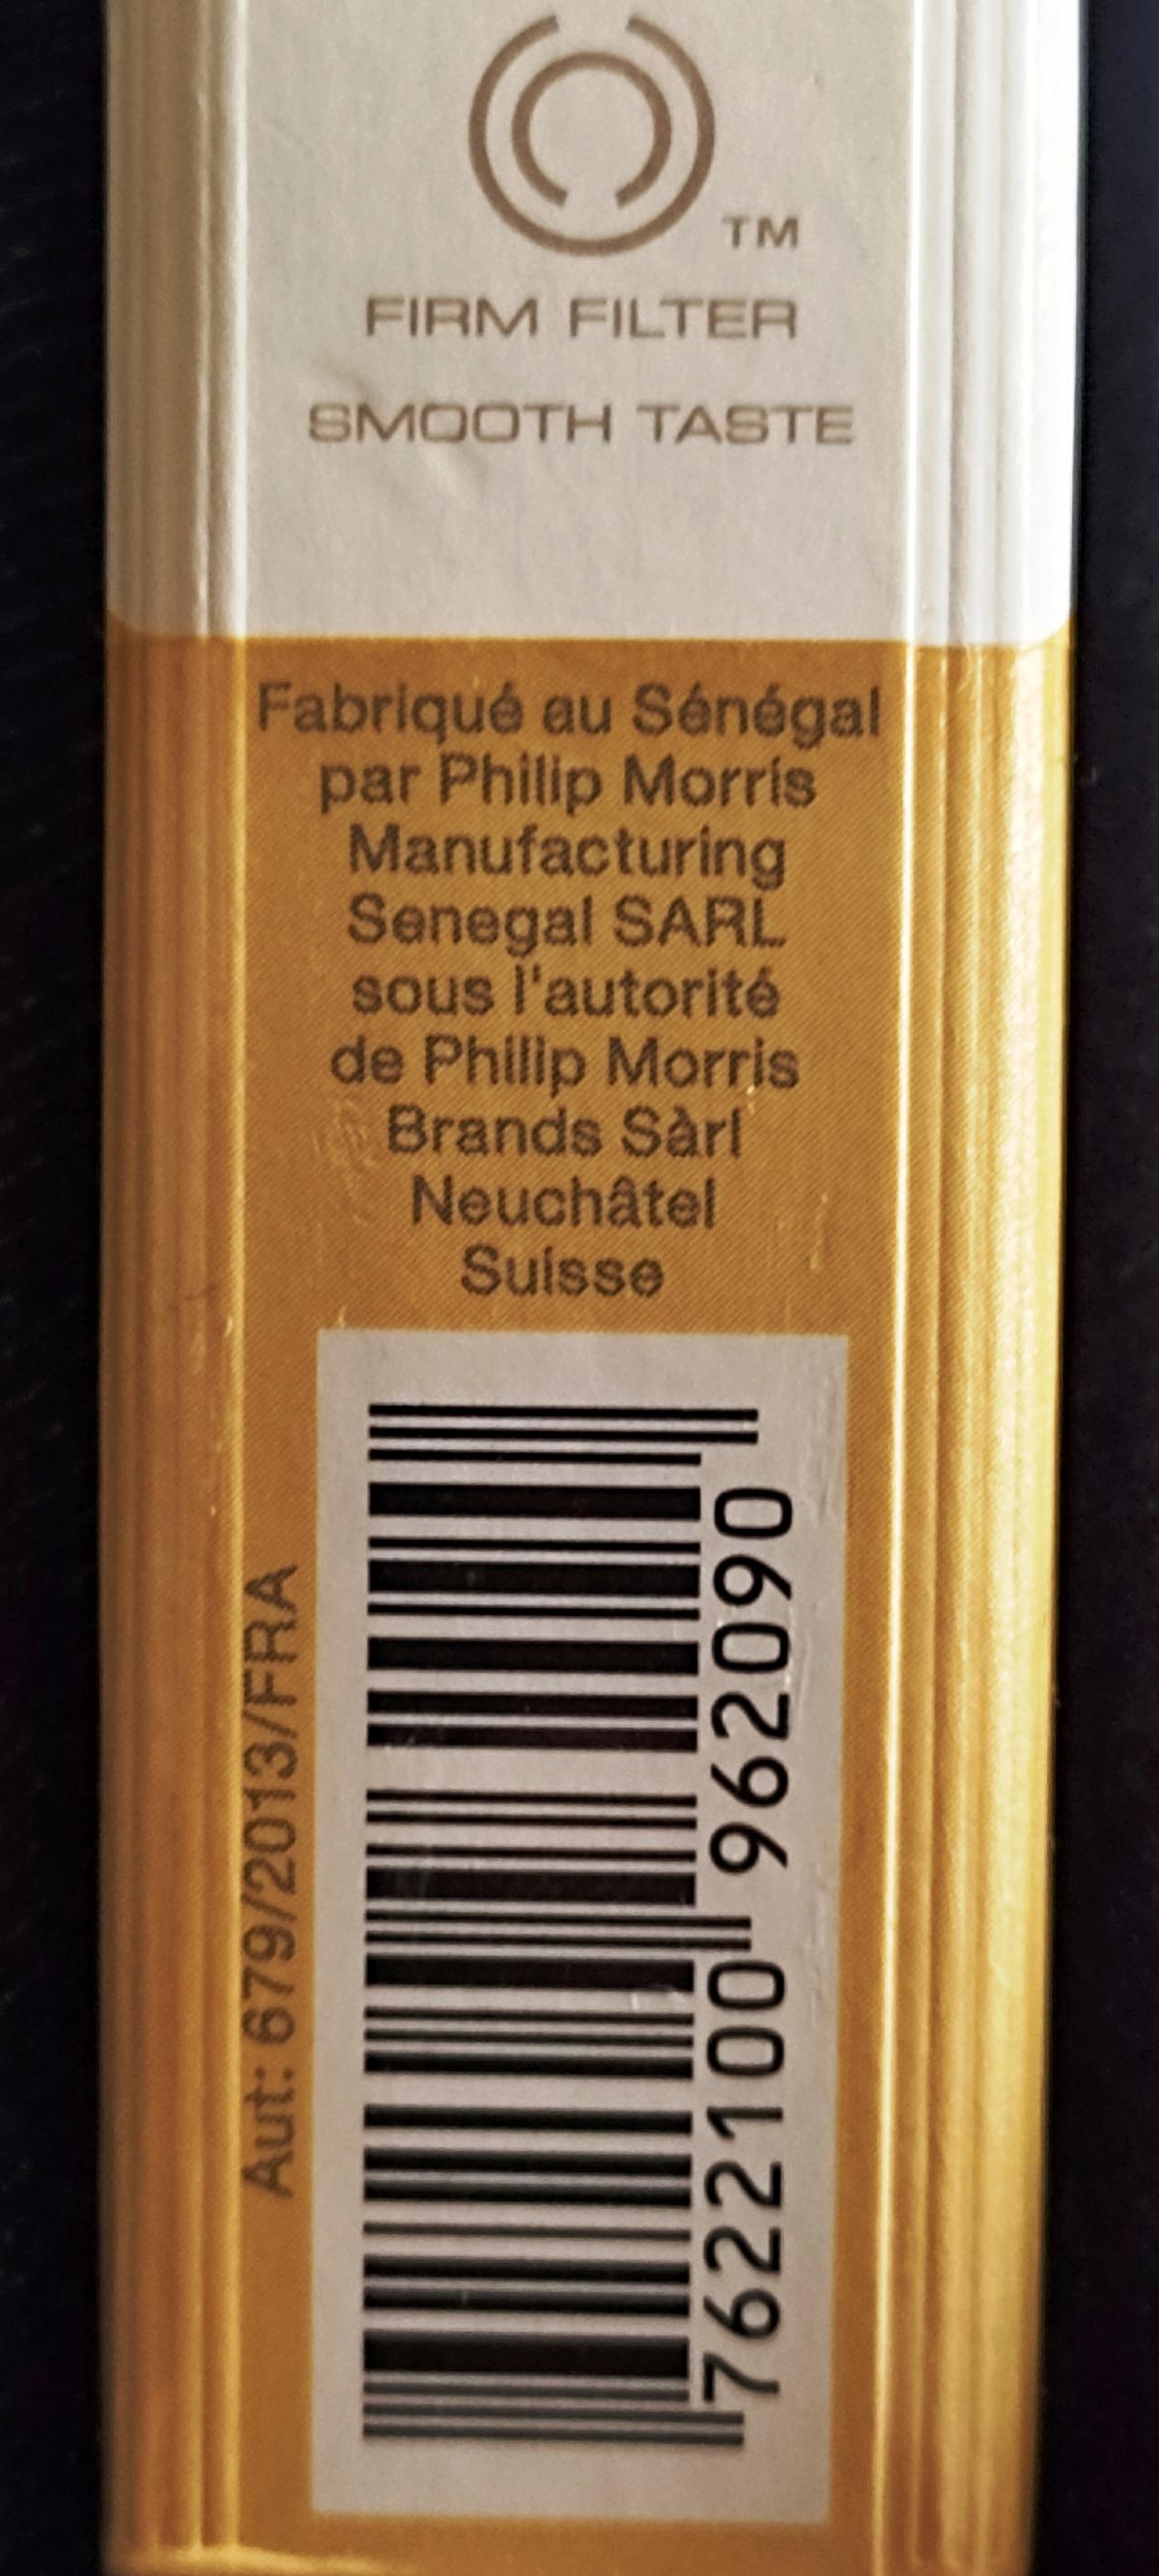 TM
FIRM FILTER
SMOOTH TASTE
Fabriqué au Sénégal
par Philip Morris
Manufacturing
Senegal SARL
sous l'autorité
de Philip Morris
Brands Sàrl
Neuchâtel
Suisse
Aut: 679/2013/FRA
7622100 962090